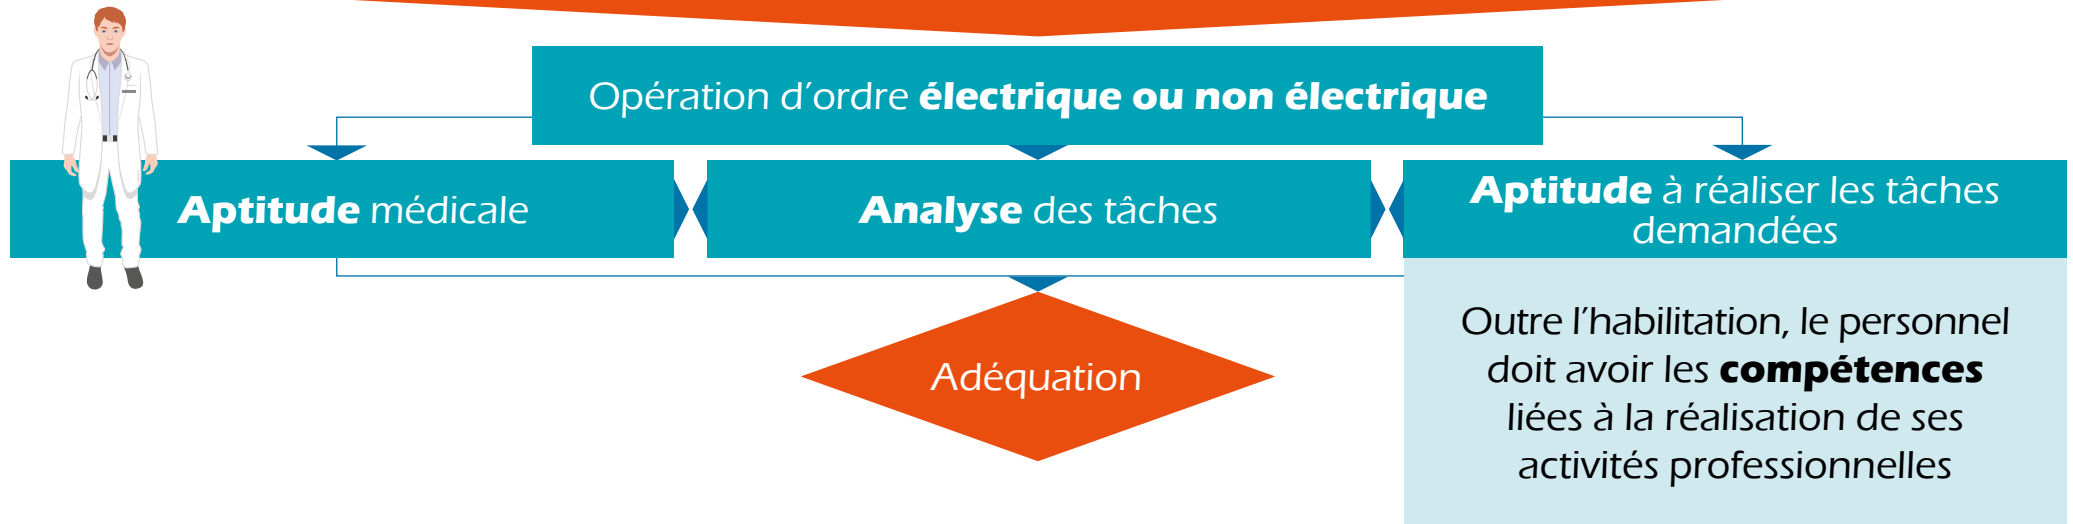 Opération d’ordre électrique ou non électrique
Aptitude médicale
Analyse des tâches
Aptitude à réaliser les tâches
demandées
Adéquation
Outre l’habilitation, le personnel
doit avoir les compétences
liées à la réalisation de ses
activités professionnelles